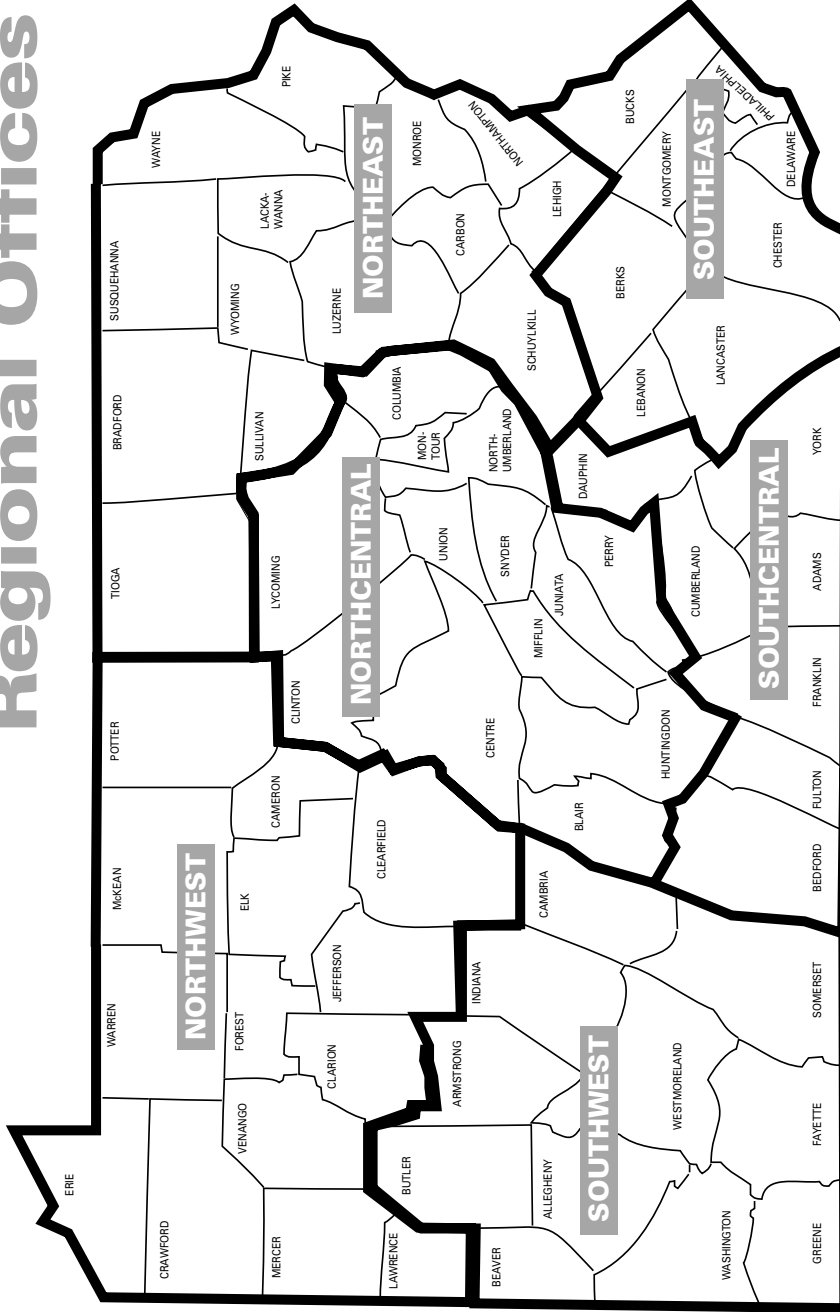 Regional Offices
ERIE
CRAWFORD
MERCER
LAWRENCE
WARREN
FOREST
VENANGO
CLARION
McKEAN
ELK
JEFFERSON
CLEARFIELD
POTTER
CAMERON
NORTHWEST
BUTLER
BEAVER
ARMSTRONG
ALLEGHENY
INDIANA
CAMBRIA
WESTMORELAND
WASHINGTON
GREENE
FAYETTE
SOMERSET
SOUTHWEST
CLINTON
LYCOMING
CENTRE
BLAIR
HUNTINGDON
MIFFLIN
JUNIATA
PERRY
SNYDER
UNION
NORTH-
UMBERLAND
MON-
TOUR
COLUMBIA
NORTHCENTRAL
BEDFORD
FULTON
FRANKLIN
CUMBERLAND
ADAMS
YORK
DAUPHIN
SOUTHCENTRAL
TIOGA
BRADFORD
SULLIVAN
SUSQUEHANNA
WYOMING
LACKA-
WANNA
WAYNE
PIKE
LUZERNE
MONROE
CARBON
NORTHAMPTON
LEHIGH
SCHUYLKILL
NORTHEAST
LEBANON
LANCASTER
BERKS
CHESTER
MONTGOMERY
BUCKS
DELAWARE
PHILADELPHIA
SOUTHEAST